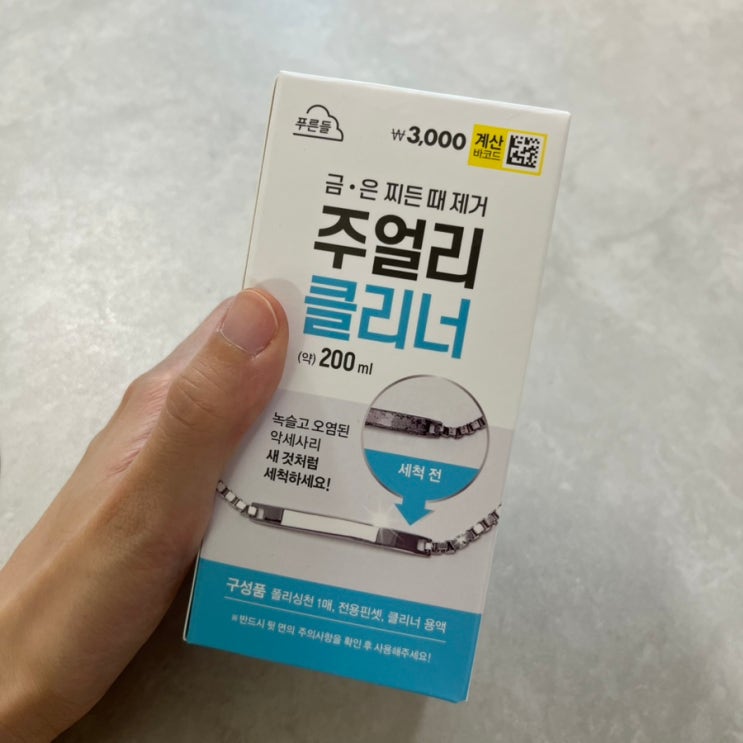 푸른들
₩3,000
계산
바코드
금·은 찌든 때 제거
주얼리
클리너
(약) 200 ml
녹슬고 오염된
악세사리
새 것처럼
세척하세요!
세척 전
구성품 폴리싱천 1매, 전용핀셋, 클리너 용액
※반드시 뒷 면의 주의사항을 확인 후 사용해주세요!